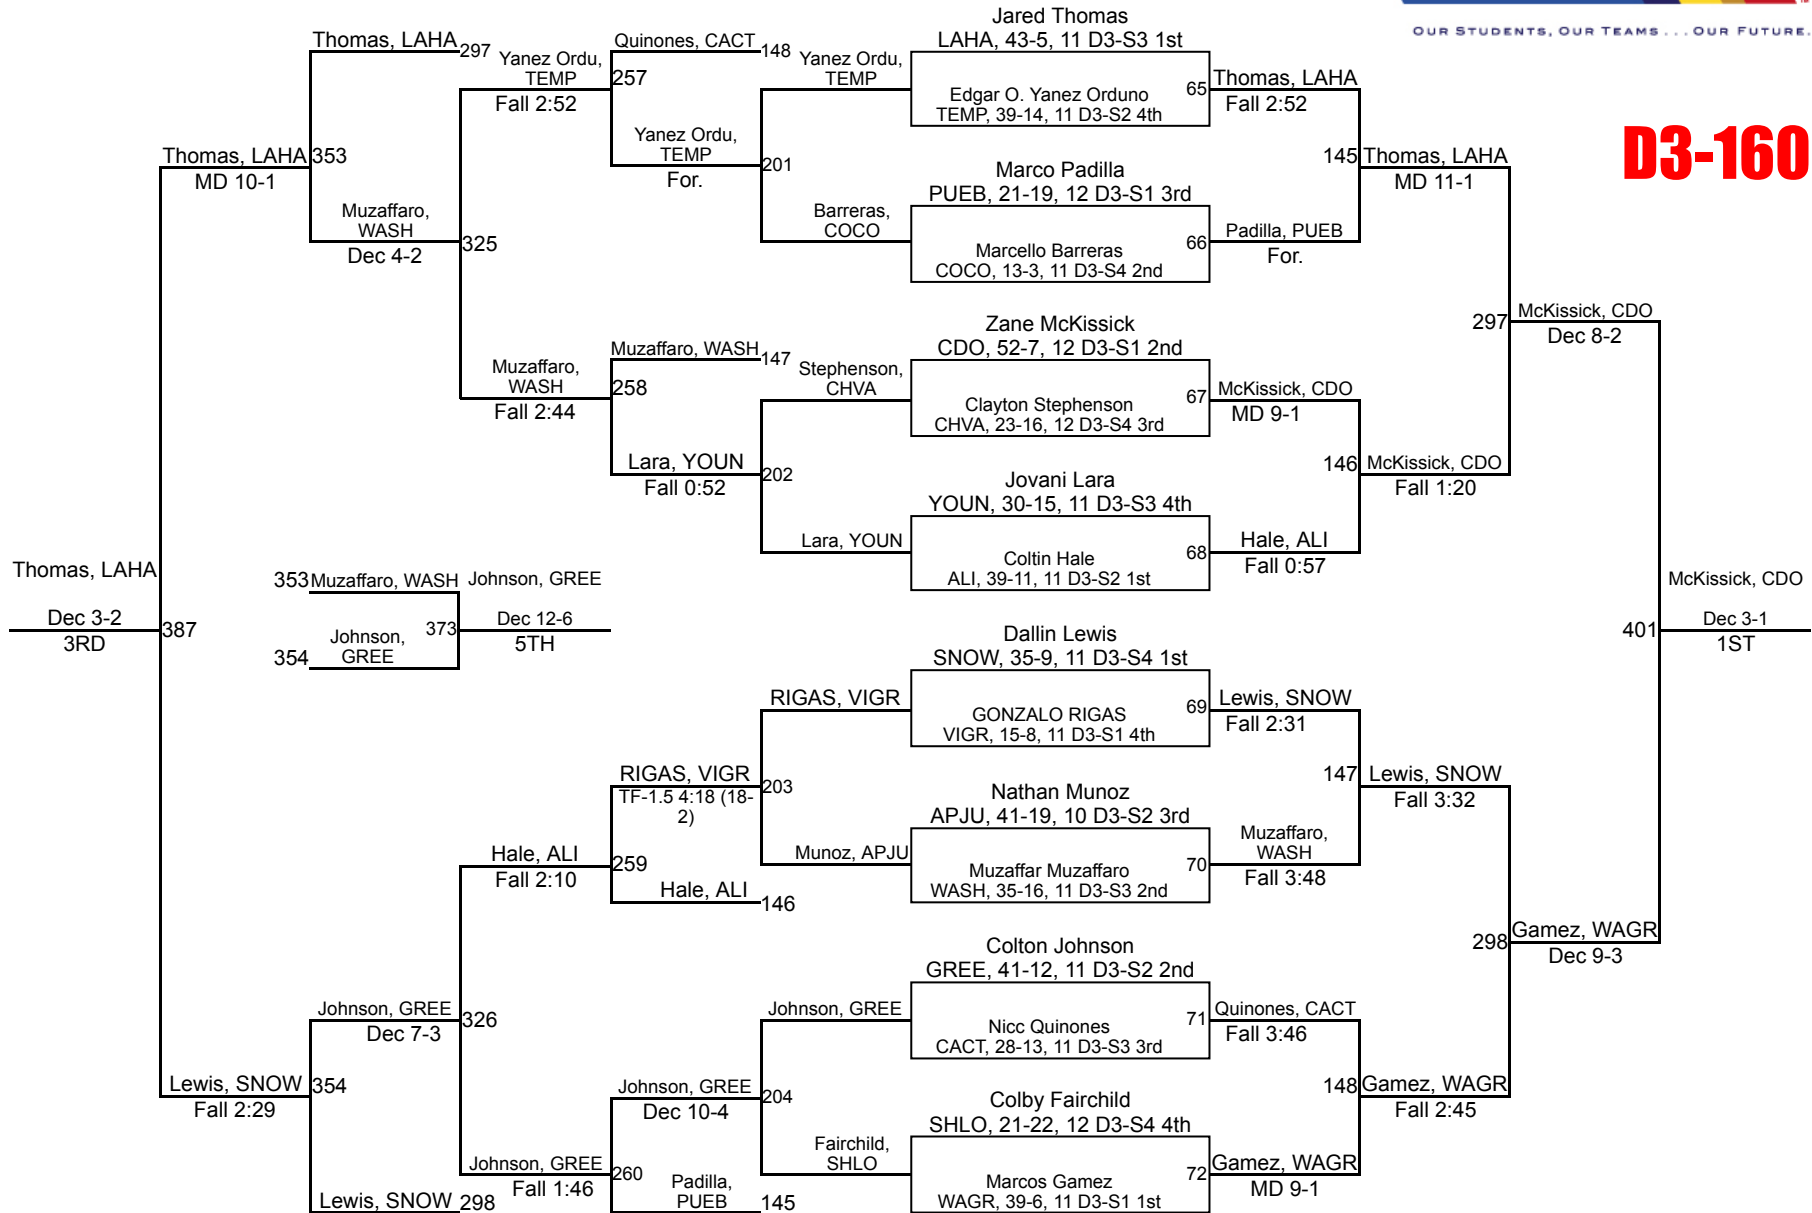 OUR STUDENTS, OUR TEAMS . . . OUR FUTURE.
D3-160
Thomas, LAHA
297
Yanez Ordu,
TEMP
Fall 2:52
Quinones, CACT
148
257
Yanez Ordu,
TEMP
For.
201
Yanez Ordu,
TEMP
Barreras,
COCO
Thomas, LAHA
MD 10-1
353
Muzaffaro,
WASH
Dec 4-2
325
Muzaffaro,
WASH
Fall 2:44
Muzaffaro, WASH
147
258
Lara, YOUN
Fall 0:52
202
Stephenson,
CHVA
Lara, YOUN
Jared Thomas
LAHA, 43-5, 11 D3-S3 1st
Edgar O. Yanez Orduno
TEMP, 39-14, 11 D3-S2 4th
65
Thomas, LAHA
Fall 2:52
Marco Padilla
PUEB, 21-19, 12 D3-S1 3rd
Marcello Barreras
COCO, 13-3, 11 D3-S4 2nd
66
Padilla, PUEB
For.
145
Thomas, LAHA
MD 11-1
Zane McKissick
CDO, 52-7, 12 D3-S1 2nd
Clayton Stephenson
CHVA, 23-16, 12 D3-S4 3rd
67
McKissick, CDO
MD 9-1
Jovani Lara
YOUN, 30-15, 11 D3-S3 4th
Coltin Hale
ALI, 39-11, 11 D3-S2 1st
68
Hale, ALI
Fall 0:57
146
McKissick, CDO
Fall 1:20
297
McKissick, CDO
Dec 8-2
Thomas, LAHA
Dec 3-2
3RD
387
353
Muzaffaro, WASH
354
Johnson,
GREE
373
Johnson, GREE
Dec 12-6
5TH
401
McKissick, CDO
Dec 3-1
1ST
Dallin Lewis
SNOW, 35-9, 11 D3-S4 1st
GONZALO RIGAS
VIGR, 15-8, 11 D3-S1 4th
69
Lewis, SNOW
Fall 2:31
Nathan Munoz
APJU, 41-19, 10 D3-S2 3rd
Muzaffar Muzaffaro
WASH, 35-16, 11 D3-S3 2nd
70
Muzaffaro,
WASH
Fall 3:48
147
Lewis, SNOW
Fall 3:32
Colton Johnson
GREE, 41-12, 11 D3-S2 2nd
Nicc Quinones
CACT, 28-13, 11 D3-S3 3rd
71
Quinones, CACT
Fall 3:46
Colby Fairchild
SHLO, 21-22, 12 D3-S4 4th
Marcos Gamez
WAGR, 39-6, 11 D3-S1 1st
72
Gamez, WAGR
MD 9-1
148
Gamez, WAGR
Fall 2:45
298
Gamez, WAGR
Dec 9-3
RIGAS, VIGR
Munoz, APJU
203
RIGAS, VIGR
TF-1.5 4:18 (18-
2)
Hale, ALI
146
259
Hale, ALI
Fall 2:10
Johnson, GREE
Fairchild,
SHLO
204
Johnson, GREE
Dec 10-4
Padilla,
PUEB
145
260
Johnson, GREE
Fall 1:46
326
Johnson, GREE
Dec 7-3
Lewis, SNOW
298
354
Lewis, SNOW
Fall 2:29